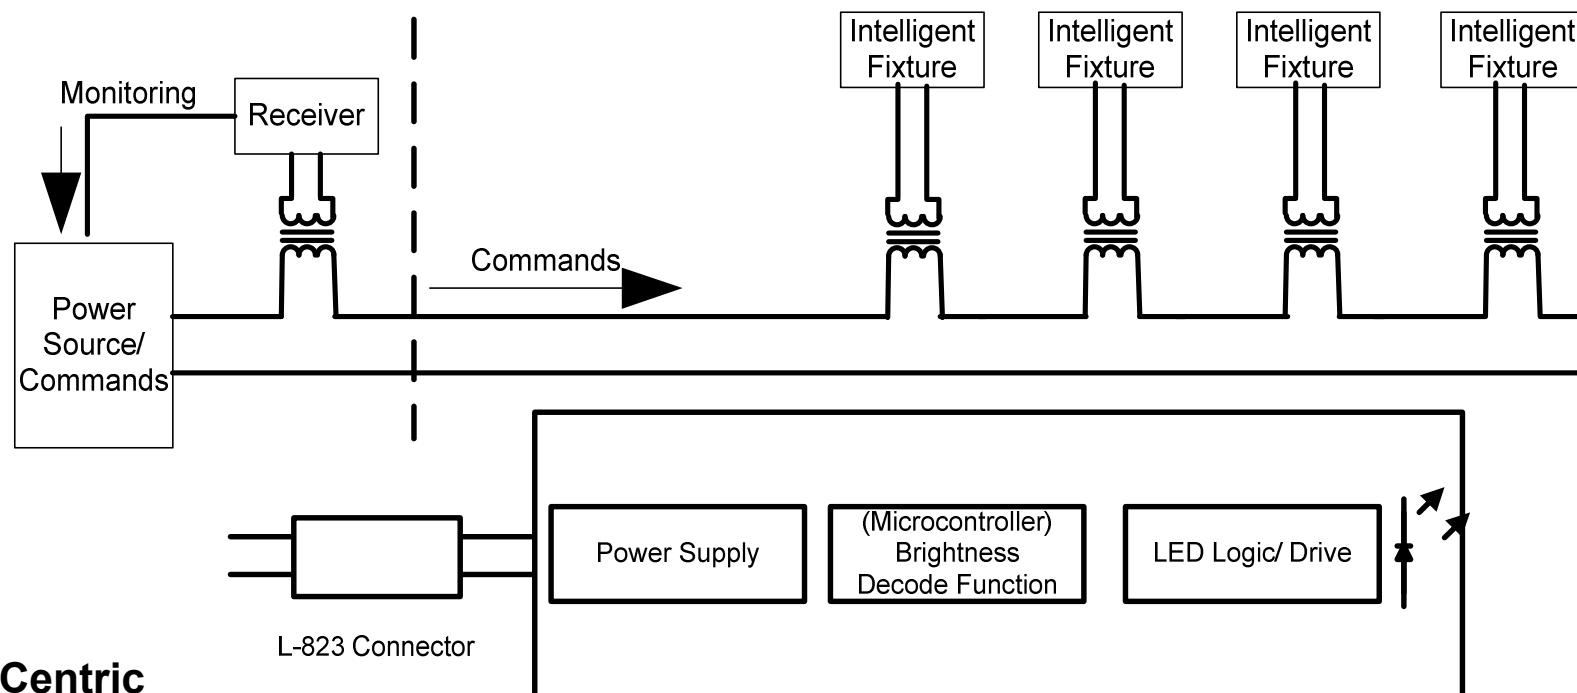 Intelligent
Fixture
Intelligent
Fixture
Intelligent
Fixture
Intelligent
Fixture
Monitoring
Receiver
Commands
Power
Source/
Commands
(Microcontroller)
Brightness
Decode Function
Power Supply
LED Logic/ Drive
L-823 Connector
Centric